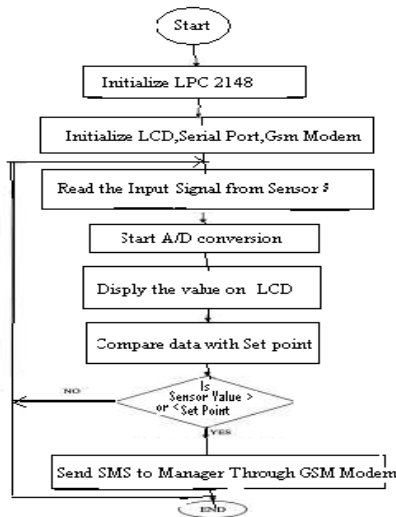 Start
Initialize LPC 2148
Initialize LCD,Serial Port,Gsm Modem
Read the Input Signal from Sensor s
Start A/D conversion
Disply the value on LCD
Compare data with Set point
Is
Sensor Value >
or < Set Point
NO
YES
Send SMS to Manager Through GSM Modem
END